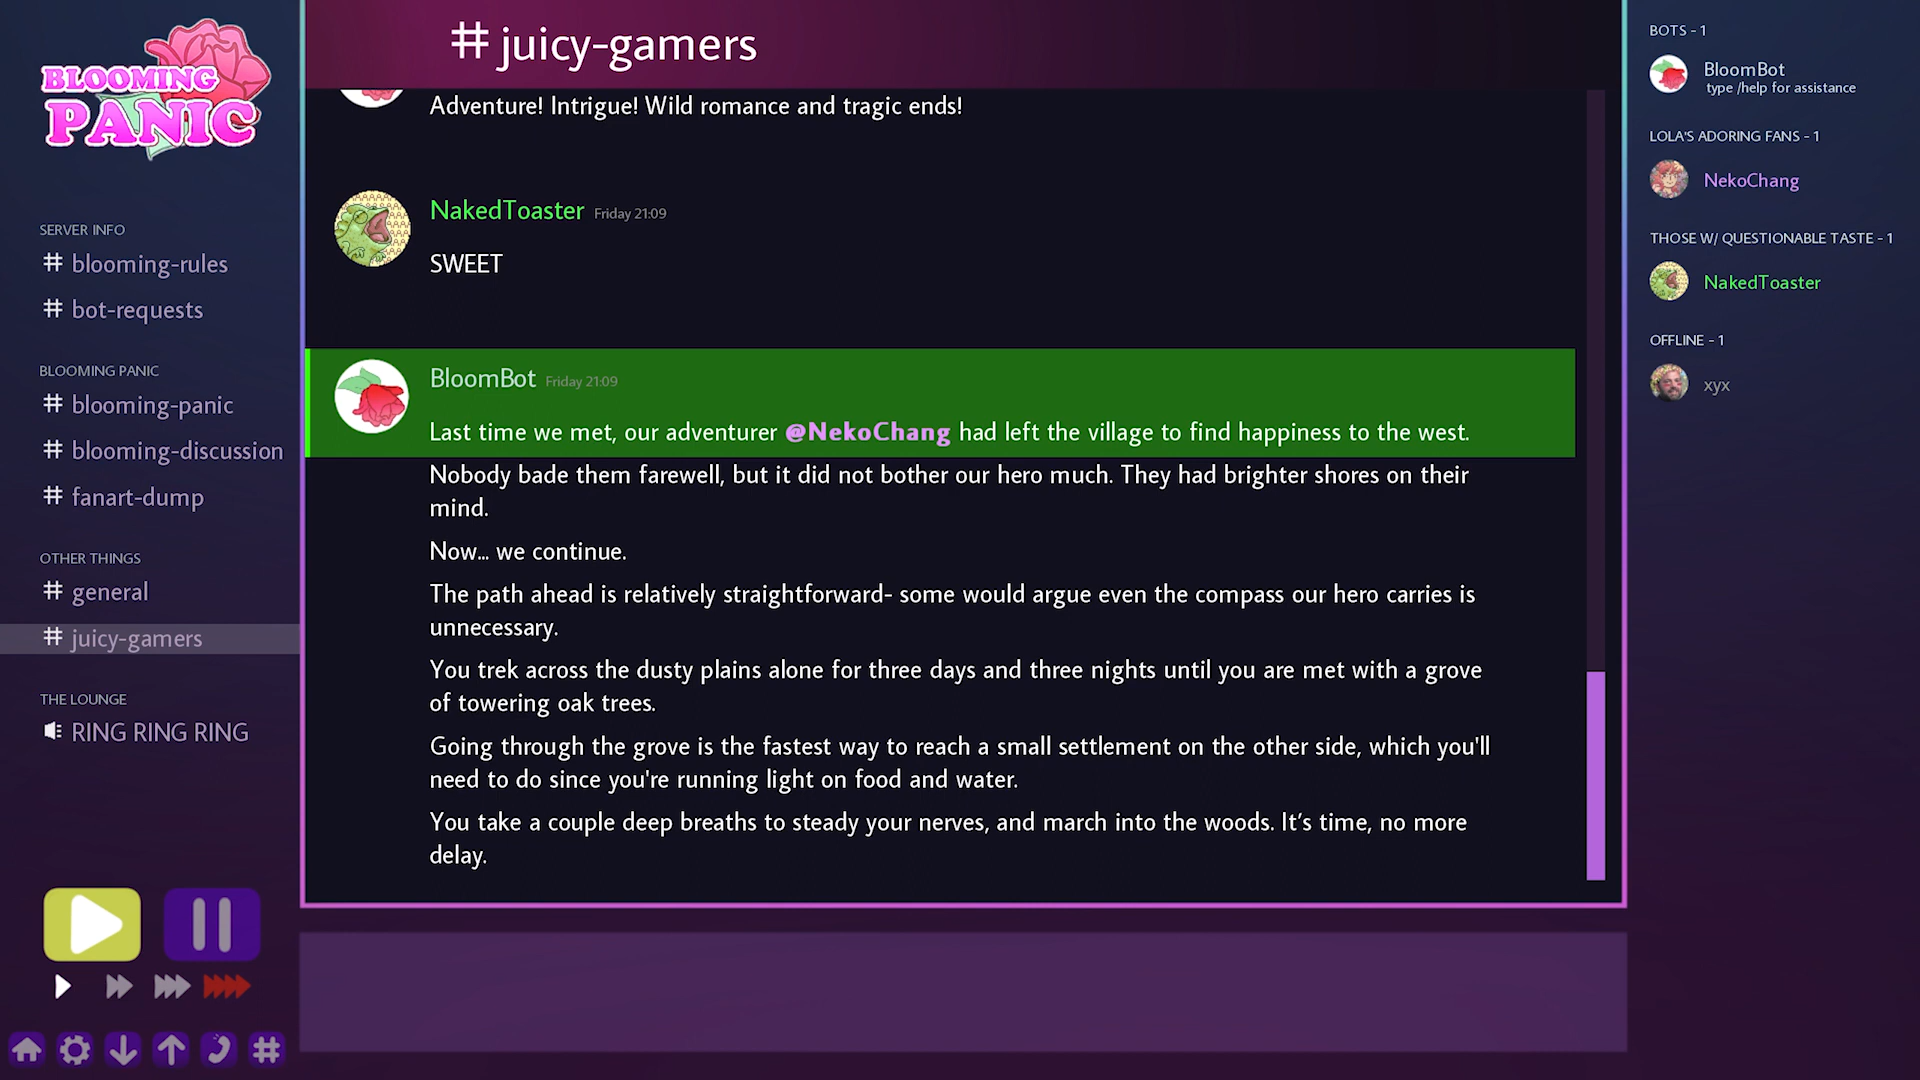 BLOOMING
PANIC
SERVER INFO
# blooming-rules
# bot-requests
BLOOMING PANIC
# blooming-panic
# blooming-discussion
# fanart-dump
OTHER THINGS
# general
# juicy-gamers
THE LOUNGE
RING RING RING
# juicy-gamers
Adventure! Intrigue! Wild romance and tragic ends!
NakedToaster Friday 21:09
SWEET
BloomBot Friday 21:09
Last time we met, our adventurer @NekoChang had left the village to find happiness to the west.
Nobody bade them farewell, but it did not bother our hero much. They had brighter shores on their
mind.
Now... we continue.
The path ahead is relatively straightforward- some would argue even the compass our hero carries is
unnecessary.
You trek across the dusty plains alone for three days and three nights until you are met with a grove
of towering oak trees.
Going through the grove is the fastest way to reach a small settlement on the other side, which you'll
need to do since you're running light on food and water.
You take a couple deep breaths to steady your nerves, and march into the woods. It’s time, no more
delay.
BOTS - 1
BloomBot
type /help for assistance
LOLA'S ADORING FANS - 1
NekoChang
THOSE W/ QUESTIONABLE TASTE - 1
NakedToaster
OFFLINE - 1
xyx